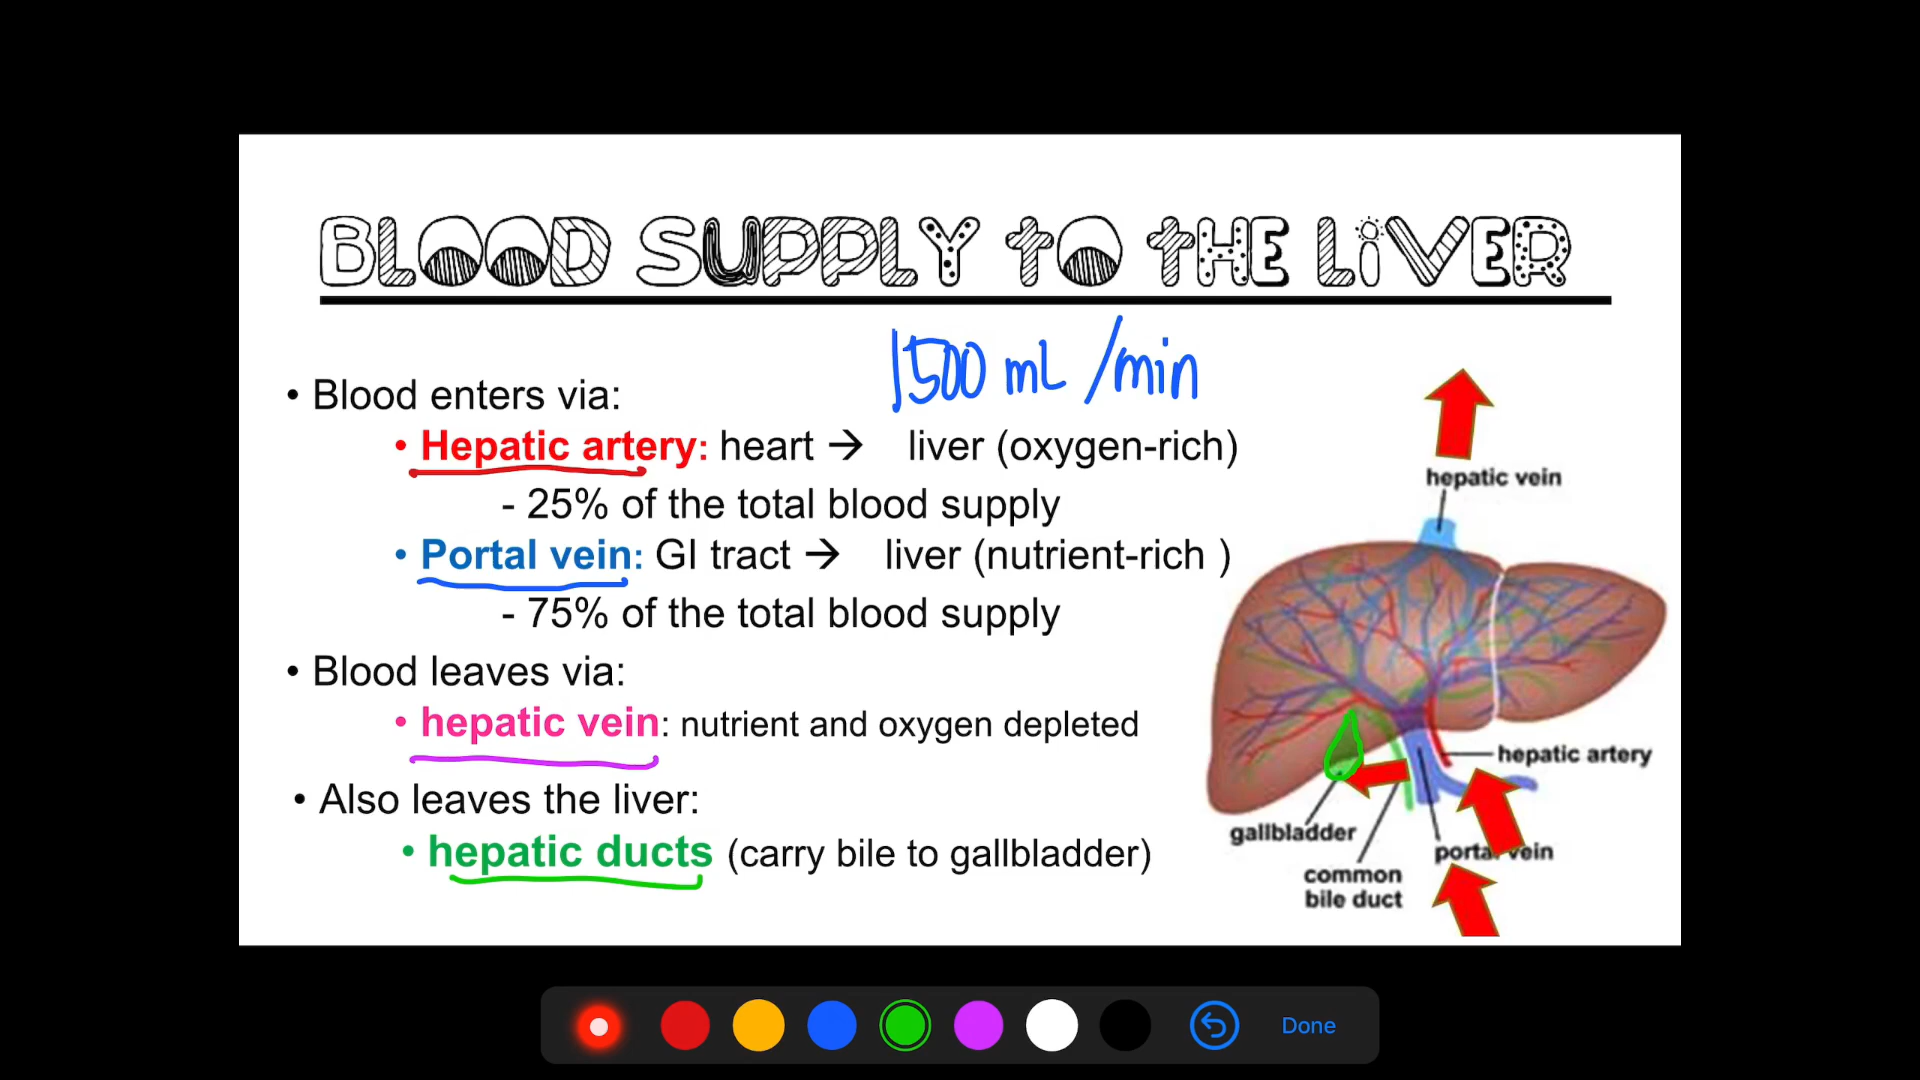 BLOOD SUPPLY tO tHE LiVER
1500 mL /min
• Blood enters via:
• Hepatic artery: heart → liver (oxygen-rich)
- 25% of the total blood supply
• Portal vein: GI tract → liver (nutrient-rich )
- 75% of the total blood supply
• Blood leaves via:
• hepatic vein: nutrient and oxygen depleted
• Also leaves the liver:
• hepatic ducts (carry bile to gallbladder)
hepatic vein
hepatic artery
gallbladder
portal vein
common
bile duct
Done